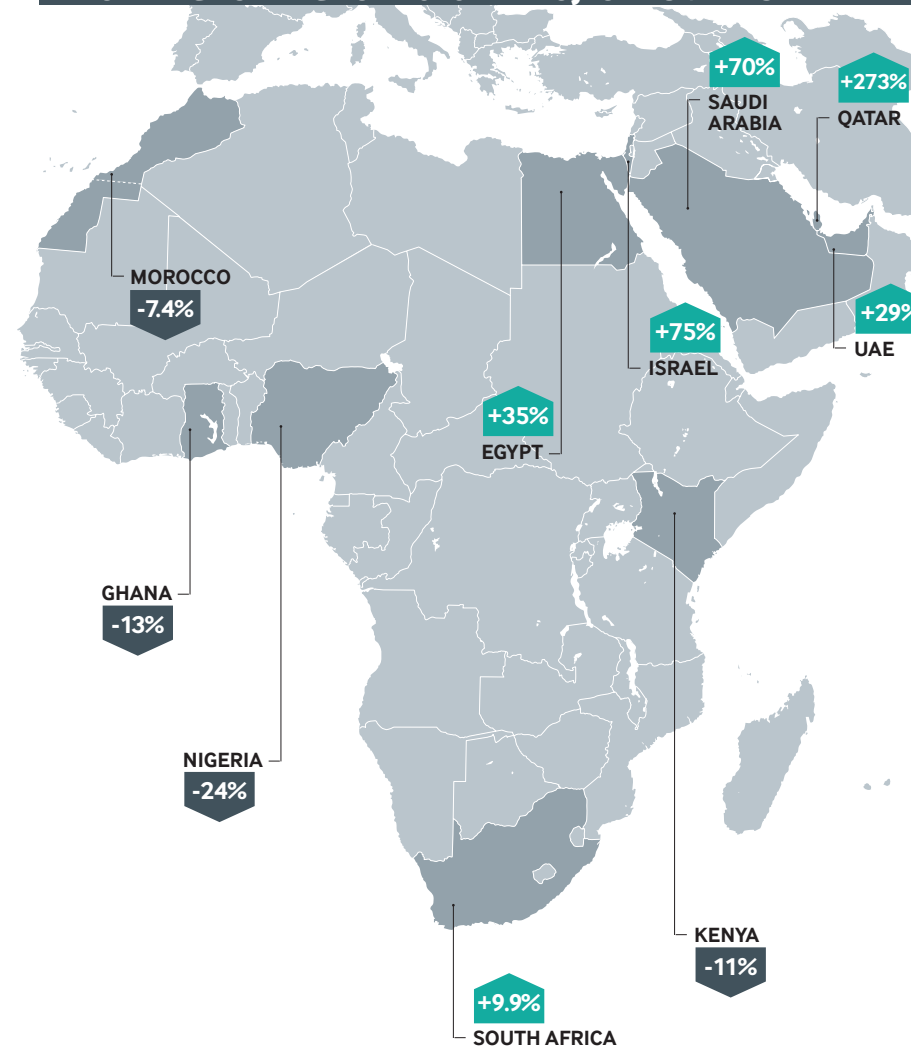 +70%
SAUDI
ARABIA
+273%
QATAR
MOROCCO
-7.4%
+29%
UAE
+75%
ISRAEL
+35%
EGYPT
GHANA
-13%
NIGERIA
-24%
KENYA
-11%
+9.9%
SOUTH AFRICA